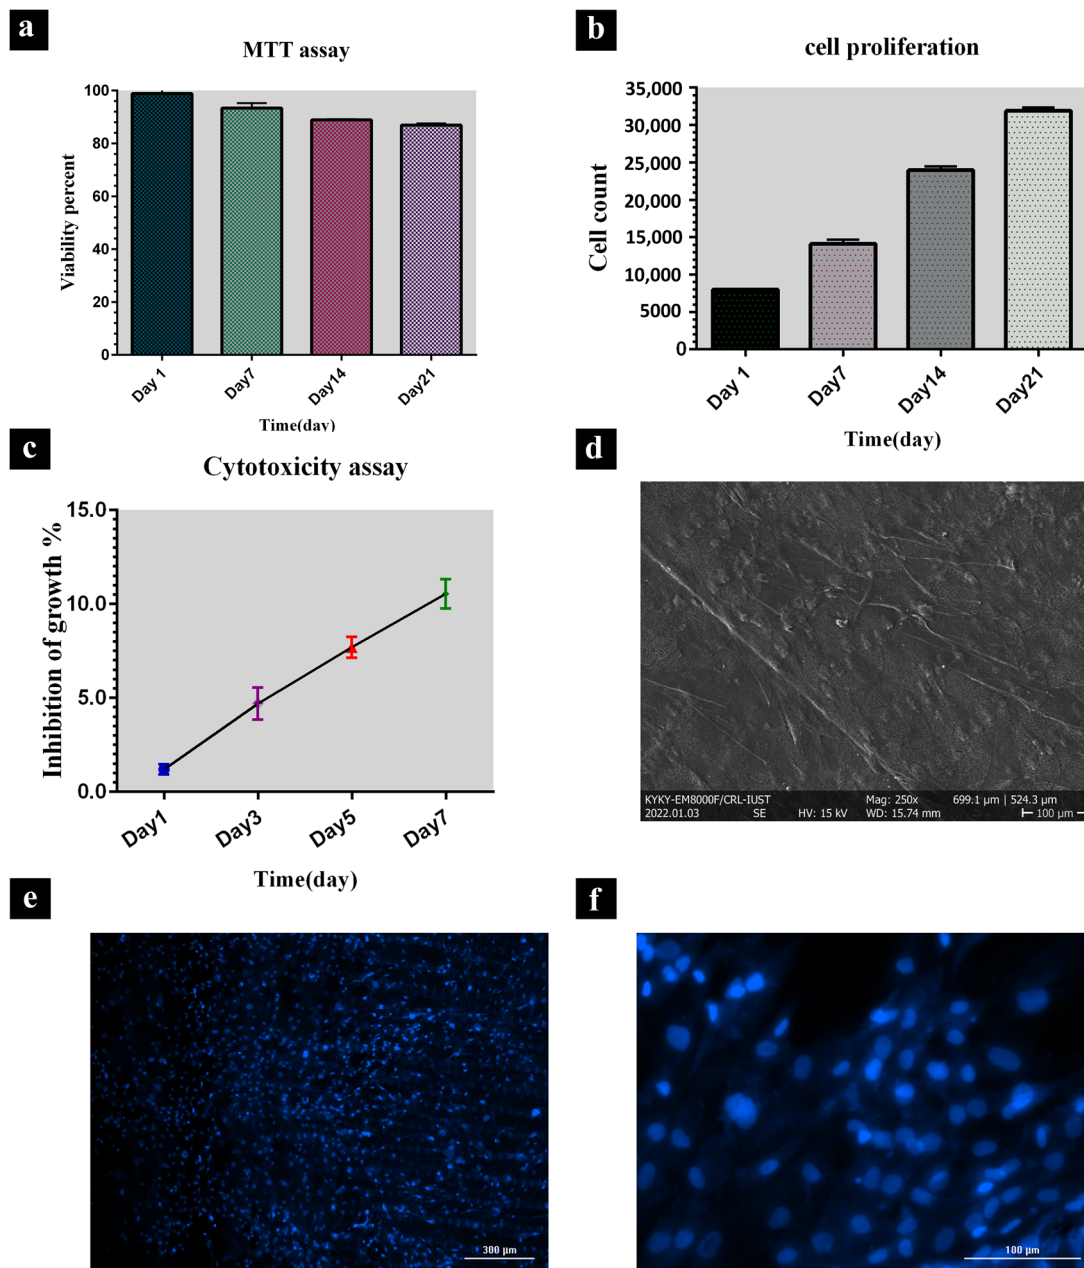 a
MTT assay
Viability percent
100
80
60
40
20
0
Day 1
Day7
Day14
Day21
Time(day)
b
cell proliferation
Cell count
35,000
30,000
25,000
20,000
15,000
10,000
5000
0
Day 1
Day7
Day14
Day21
Time(day)
c
Cytotoxicity assay
Inhibition of growth %
15.0
10.0
5.0
0.0
Day1
Day3
Day5
Day7
Time(day)
d
KYKY-EM8000F/CRL-IUST Mag: 250x 699.1 µm | 524.3 µm
2022.01.03 SE HV: 15 kV WD: 15.74 mm 100 µm
e
300 µm
f
100 µm